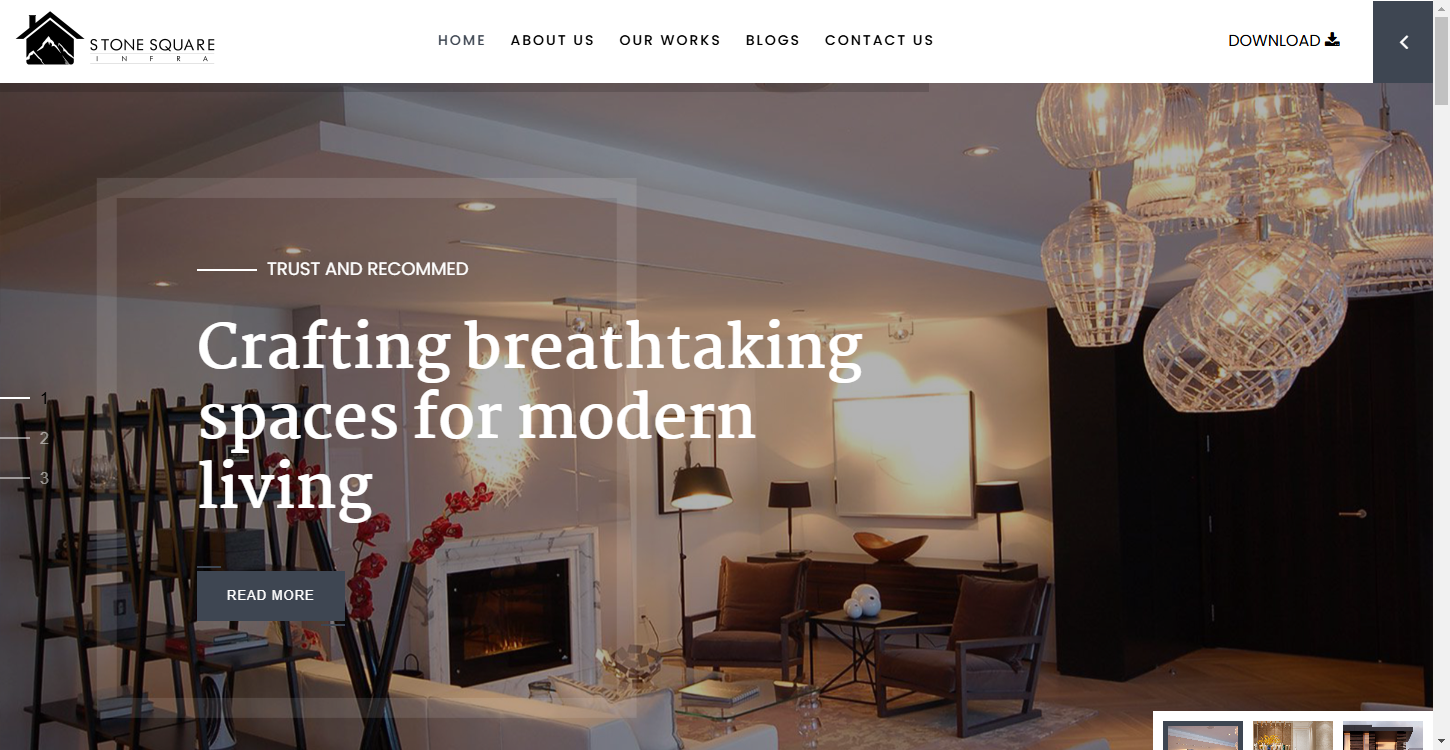 STONE SQUARE
INFRA
HOME ABOUT US OUR WORKS BLOGS CONTACT US
DOWNLOAD
TRUST AND RECOMMED
Crafting breathtaking
spaces for modern
living
1
2
3
READ MORE